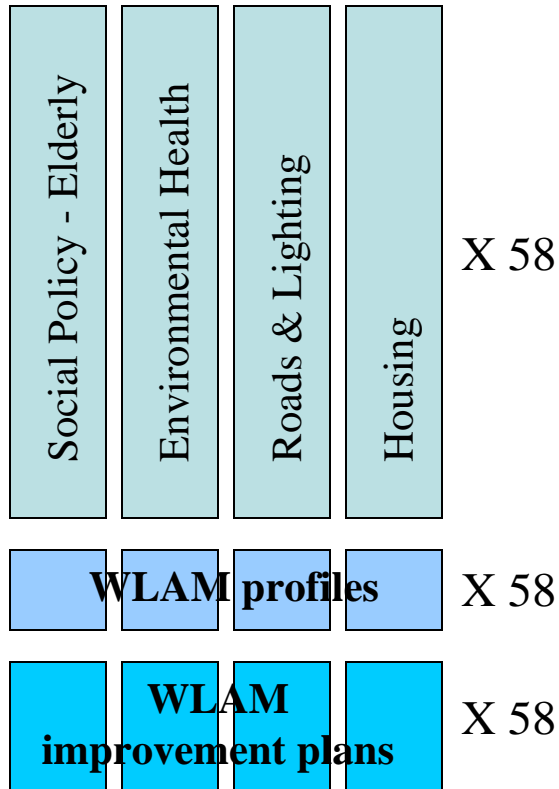 Social Policy - Elderly
Environmental Health
Roads & Lighting
Housing
X 58
WLAM profiles
X 58
WLAM
improvement plans
X 58